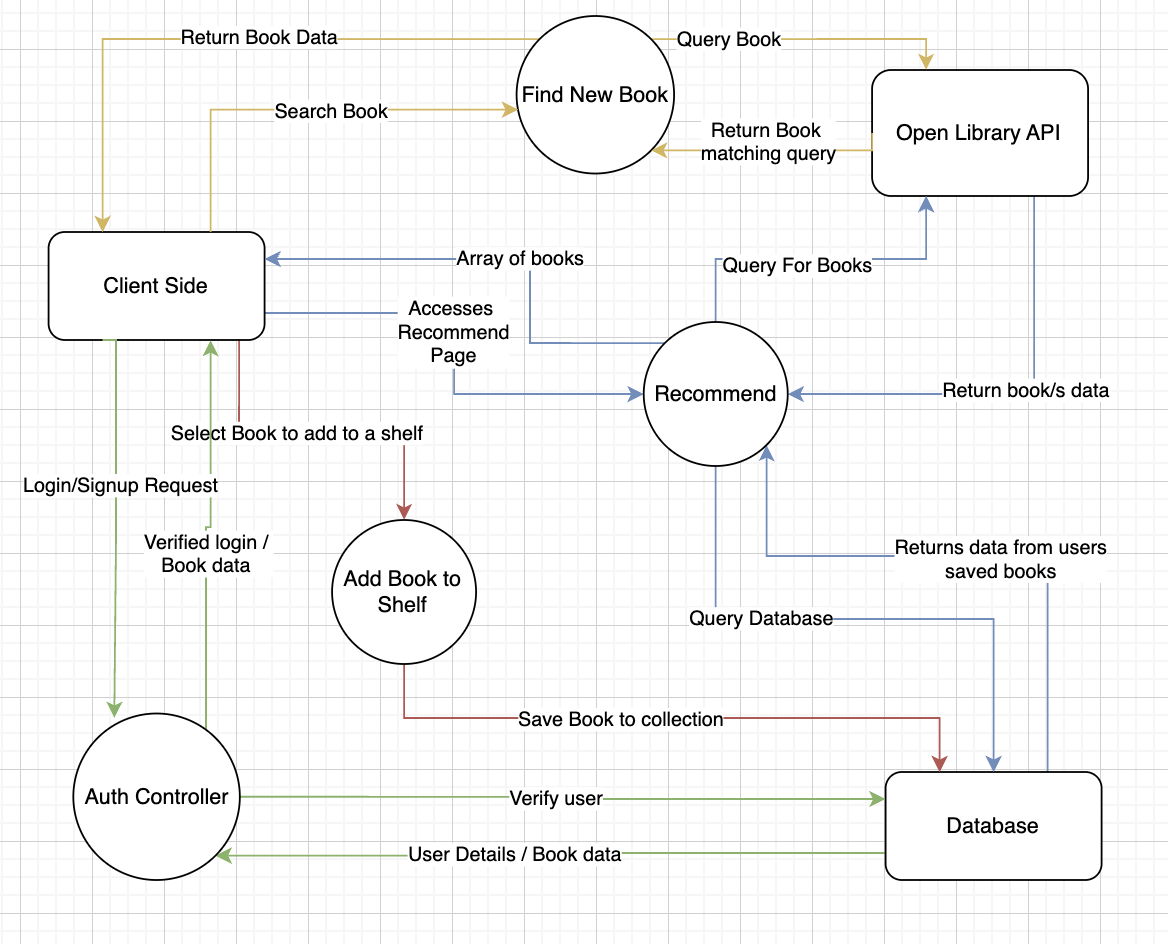 Return Book Data
Query Book
Find New Book
Search Book
Return Book
matching query
Open Library API
Client Side
Array of books
Query For Books
Accesses
Recommend
Page
Recommend
Return book/s data
Select Book to add to a shelf
Login/Signup Request
Verified login /
Book data
Add Book to
Shelf
Returns data from users
saved books
Query Database
Save Book to collection
Auth Controller
Verify user
Database
User Details / Book data